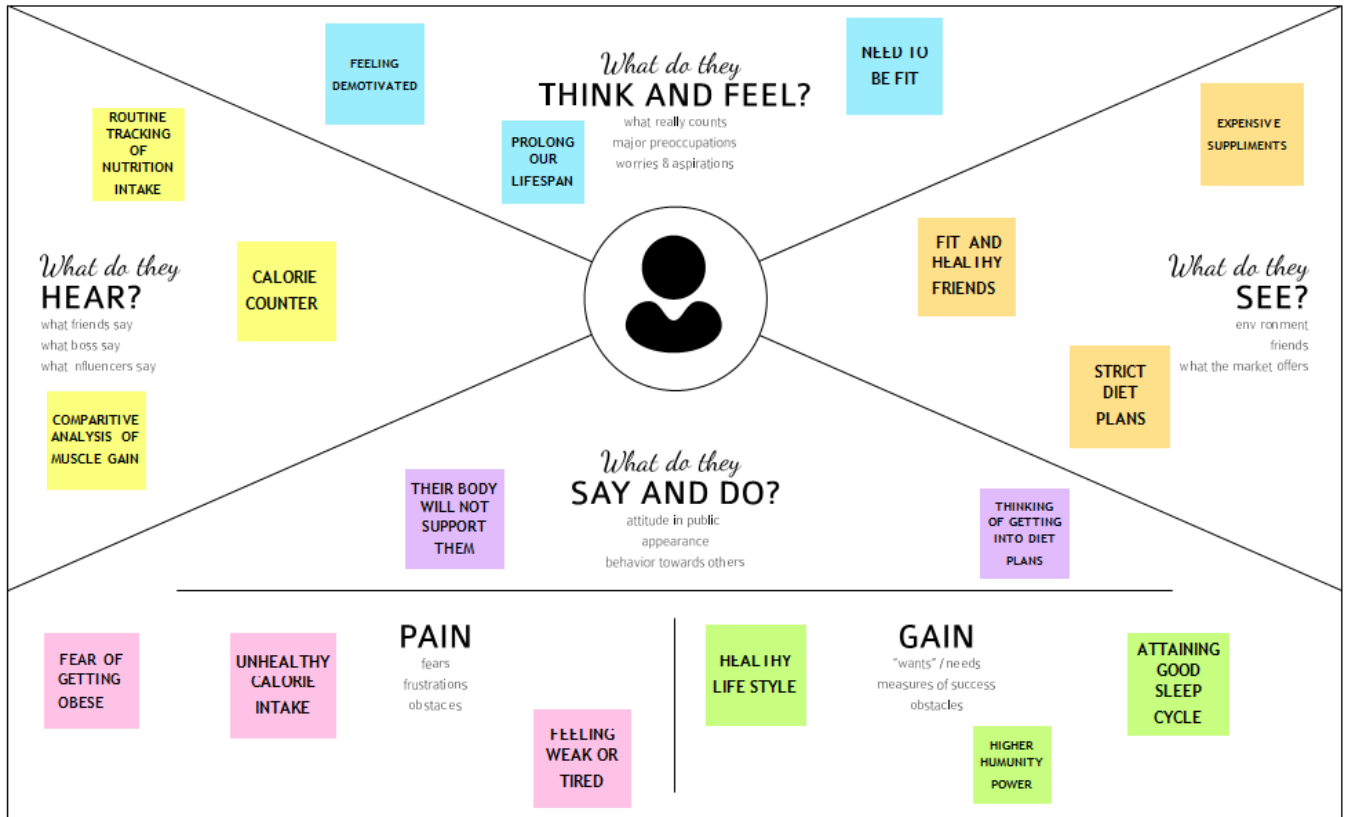 FEELING
DEMOTIVATED
What do they
THINK AND FEEL?
what really counts
major preoccupations
worries & aspirations
NEED TO
BE FIT
PROLONG
OUR
LIFESPAN
ROUTINE
TRACKING
OF
NUTRITION
INTAKE
What do they
HEAR?
what friends say
what boss say
what nfluencers say
CALORIE
COUNTER
COMPARITIVE
ANALYSIS OF
MUSCLE GAIN
EXPENSIVE
SUPPLIMENTS
FIT AND
HEALTHY
FRIENDS
What do they
SEE?
env ronment
friends
what the market offers
STRICT
DIET
PLANS
What do they
SAY AND DO?
attitude in public
appearance
behavior towards others
THEIR BODY
WILL NOT
SUPPORT
THEM
THINKING
OF GETTING
INTO DIET
PLANS
PAIN
fears
frustrations
obstaces
FEAR OF
GETTING
OBESE
UNHEALTHY
CALORIE
INTAKE
FEELING
WEAK OR
TIRED
GAIN
"wants" / needs
measures of success
obstacles
HEALTHY
LIFE STYLE
HIGHER
HUMUNITY
POWER
ATTAINING
GOOD
SLEEP
CYCLE